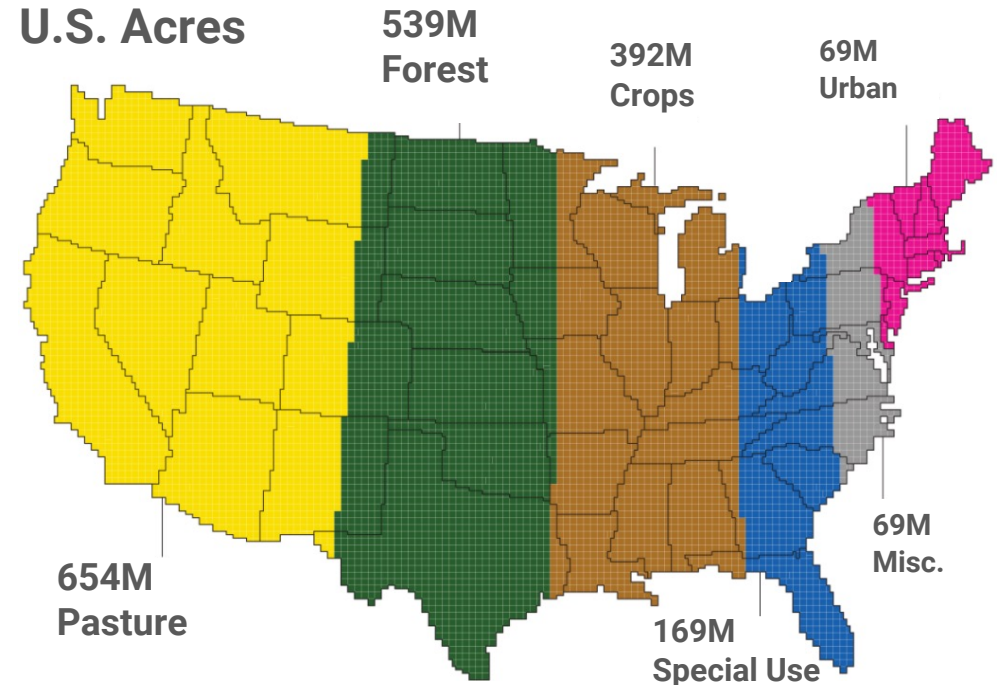 U.S. Acres
539M
Forest
392M
Crops
69M
Urban
654M
Pasture
69M
Misc.
169M
Special Use